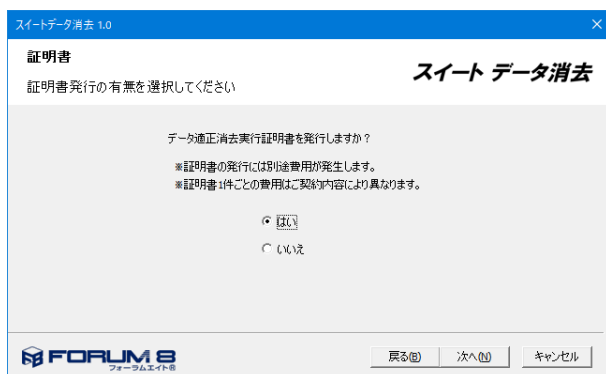 スイートデータ消去 1.0
証明書
証明書発行の有無を選択してください
スイート データ消去
データ適正消去実行証明書を発行しますか？
※証明書の発行には別途費用が発生します。
※証明書1件ごとの費用はご契約内容により異なります。
はい
いいえ
FORUM 8
フォーラムエイト®
戻る(B) 次へ(N) キャンセル